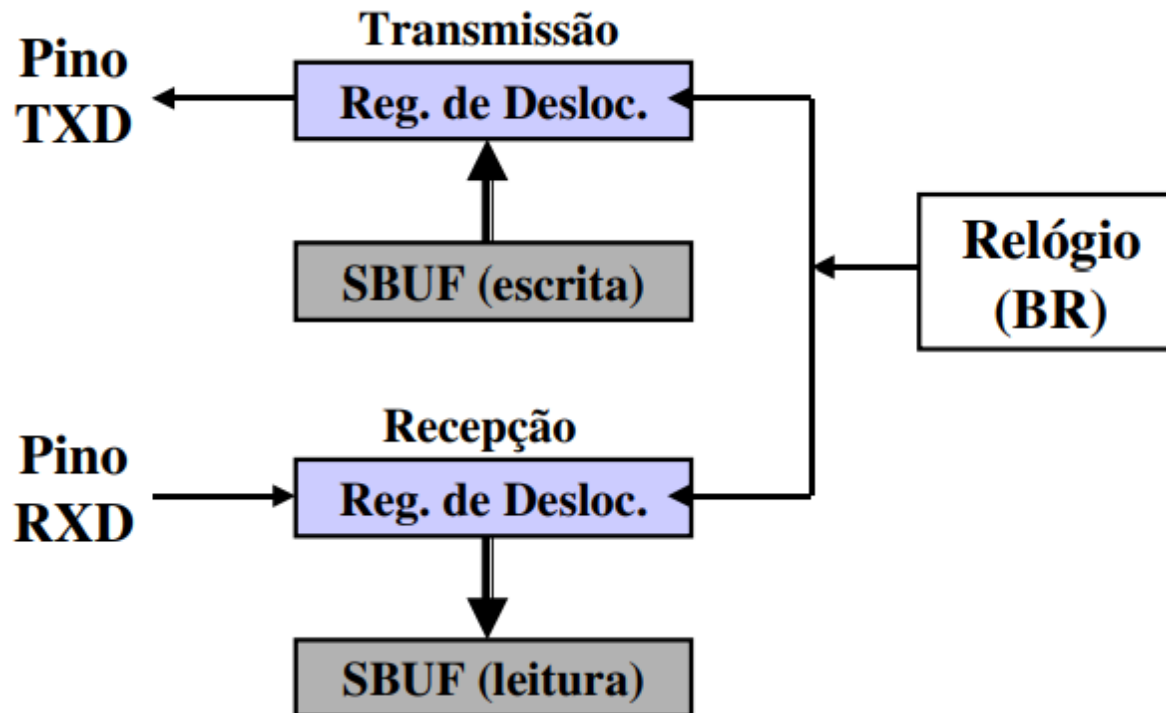 Transmissão
Pino
TXD
Reg. de Desloc.
SBUF (escrita)
Relógio
(BR)
Recepção
Pino
RXD
Reg. de Desloc.
SBUF (leitura)